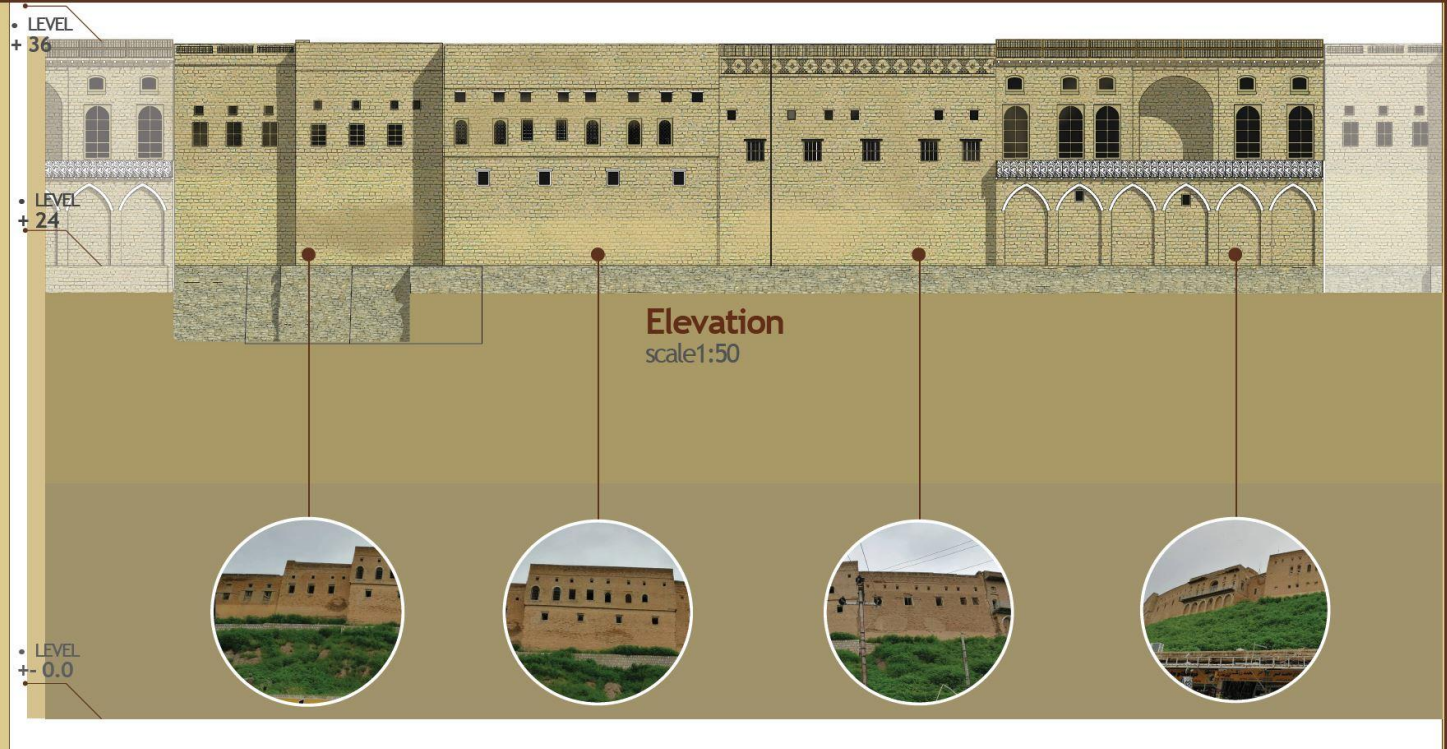 • LEVEL
+ 36
• LEVEL
+ 24
Elevation
scale1:50
• LEVEL
+- 0.0